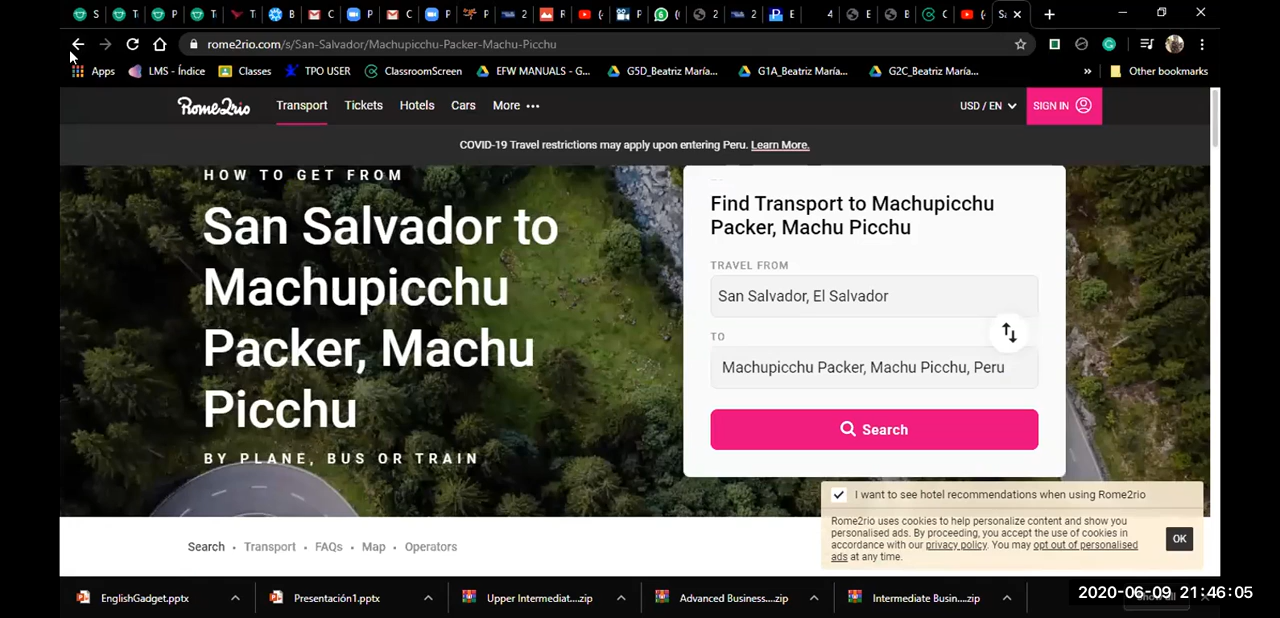 S
T
P
T
T
B
C
P
C
P
P
2
R
(
P
(
2
2
E
4
E
B
C
(
Sa
rome2rio.com/s/San-Salvador/Machupicchu-Packer-Machu-Picchu
Apps
LMS - Índice
Classes
TPO USER
ClassroomScreen
EFW MANUALS - G...
G5D_Beatriz María...
G1A_Beatriz María...
G2C_Beatriz María...
»
Other bookmarks
Rome2rio
Transport
Tickets
Hotels
Cars
More
USD / EN
SIGN IN
COVID-19 Travel restrictions may apply upon entering Peru. Learn More.
HOW TO GET FROM
San Salvador to
Machupicchu
Packer, Machu
Picchu
BY PLANE, BUS OR TRAIN
Find Transport to Machupicchu
Packer, Machu Picchu
TRAVEL FROM
San Salvador, El Salvador
TO
Machupicchu Packer, Machu Picchu, Peru
Search
I want to see hotel recommendations when using Rome2rio
Rome2rio uses cookies to help personalize content and show you
personalised ads. By proceeding, you accept the use of cookies in
accordance with our privacy policy. You may opt out of personalised
ads at any time.
OK
Search · Transport · FAQs · Map · Operators
EnglishGadget.pptx
Presentación1.pptx
Upper Intermediat....zip
Advanced Business....zip
Intermediate Busin....zip
2020-06-09 21:46:05